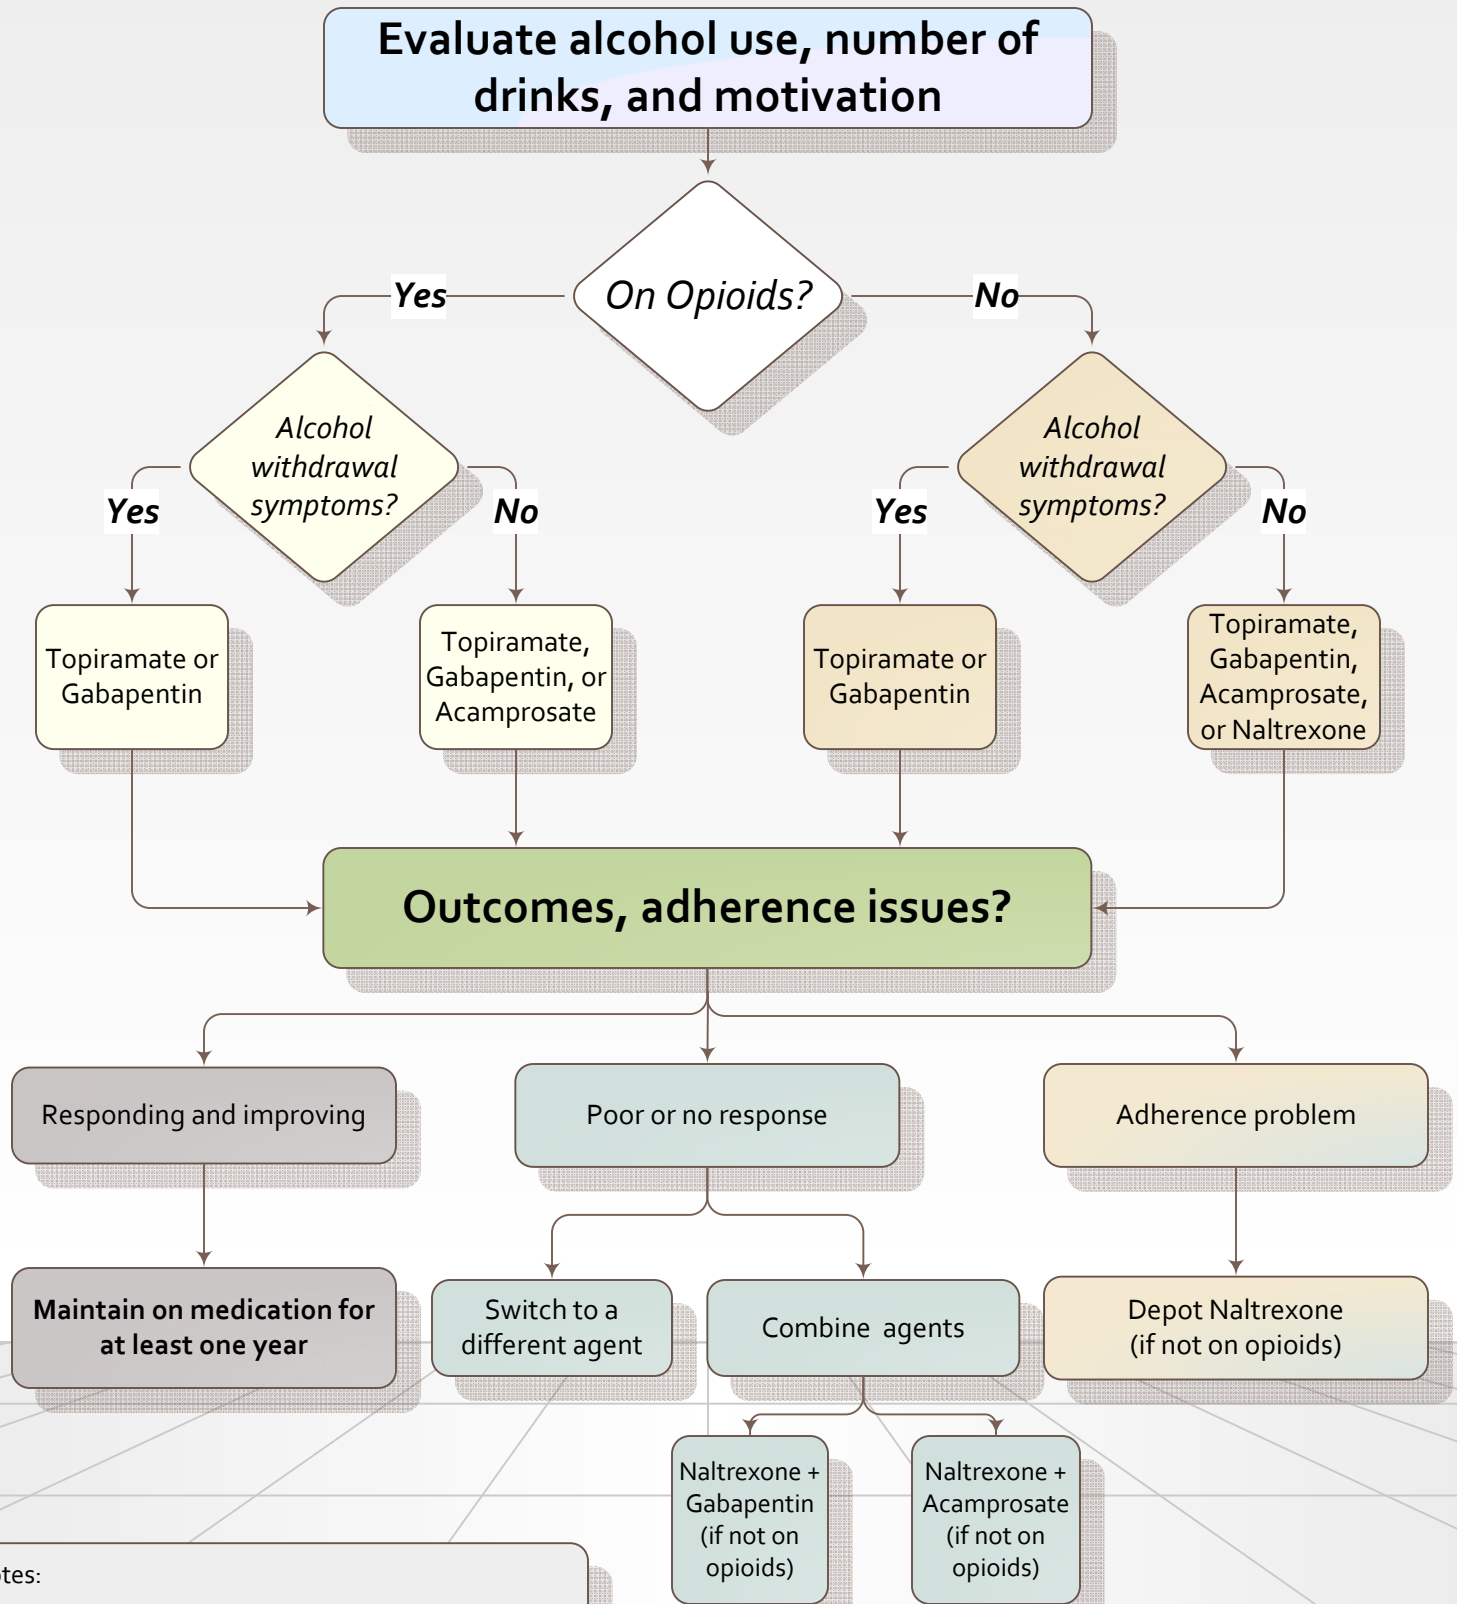 Evaluate alcohol use, number of
drinks, and motivation
On Opioids?
Yes
No
Alcohol
withdrawal
symptoms?
Alcohol
withdrawal
symptoms?
Yes
No
Yes
No
Topiramate or
Gabapentin
Topiramate,
Gabapentin, or
Acamprosate
Topiramate or
Gabapentin
Topiramate,
Gabapentin,
Acamprosate,
or Naltrexone
Outcomes, adherence issues?
Responding and improving
Poor or no response
Adherence problem
Maintain on medication for
at least one year
Switch to a
different agent
Combine agents
Depot Naltrexone
(if not on opioids)
Naltrexone +
Gabapentin
(if not on
opioids)
Naltrexone +
Acamprosate
(if not on
opioids)